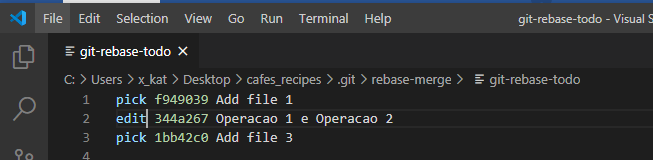 File Edit Selection View Go Run Terminal Help git-rebase-todo - Visual S
git-rebase-todo ×
C: > Users > x_kat > Desktop > cafes_recipes > .git > rebase-merge > git-rebase-todo
1 pick f949039 Add file 1
2 edit 344a267 Operacao 1 e Operacao 2
3 pick 1bb42c0 Add file 3
4